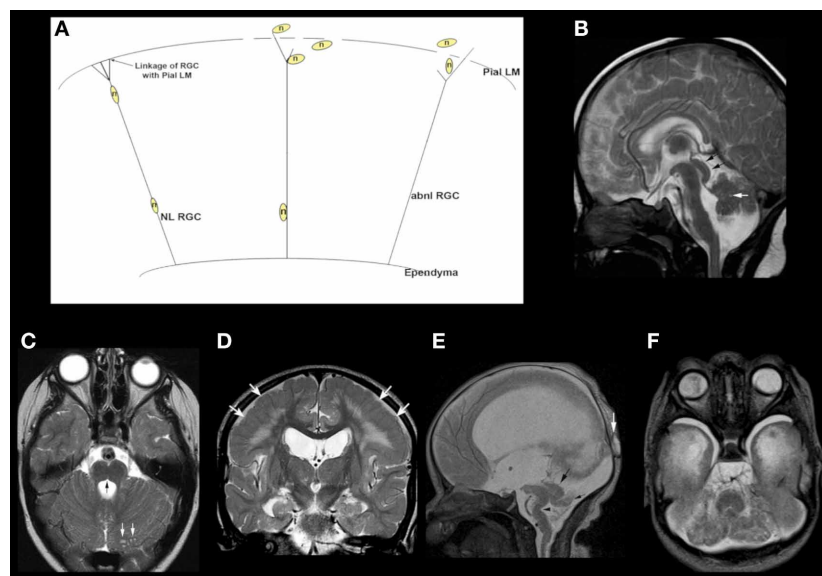 A
n
n
n
Linkage of RGC
with Pial LM
n
n
Pial LM
n
abnl RGC
n
n
NL RGC
Ependyma
B
C
D
E
F